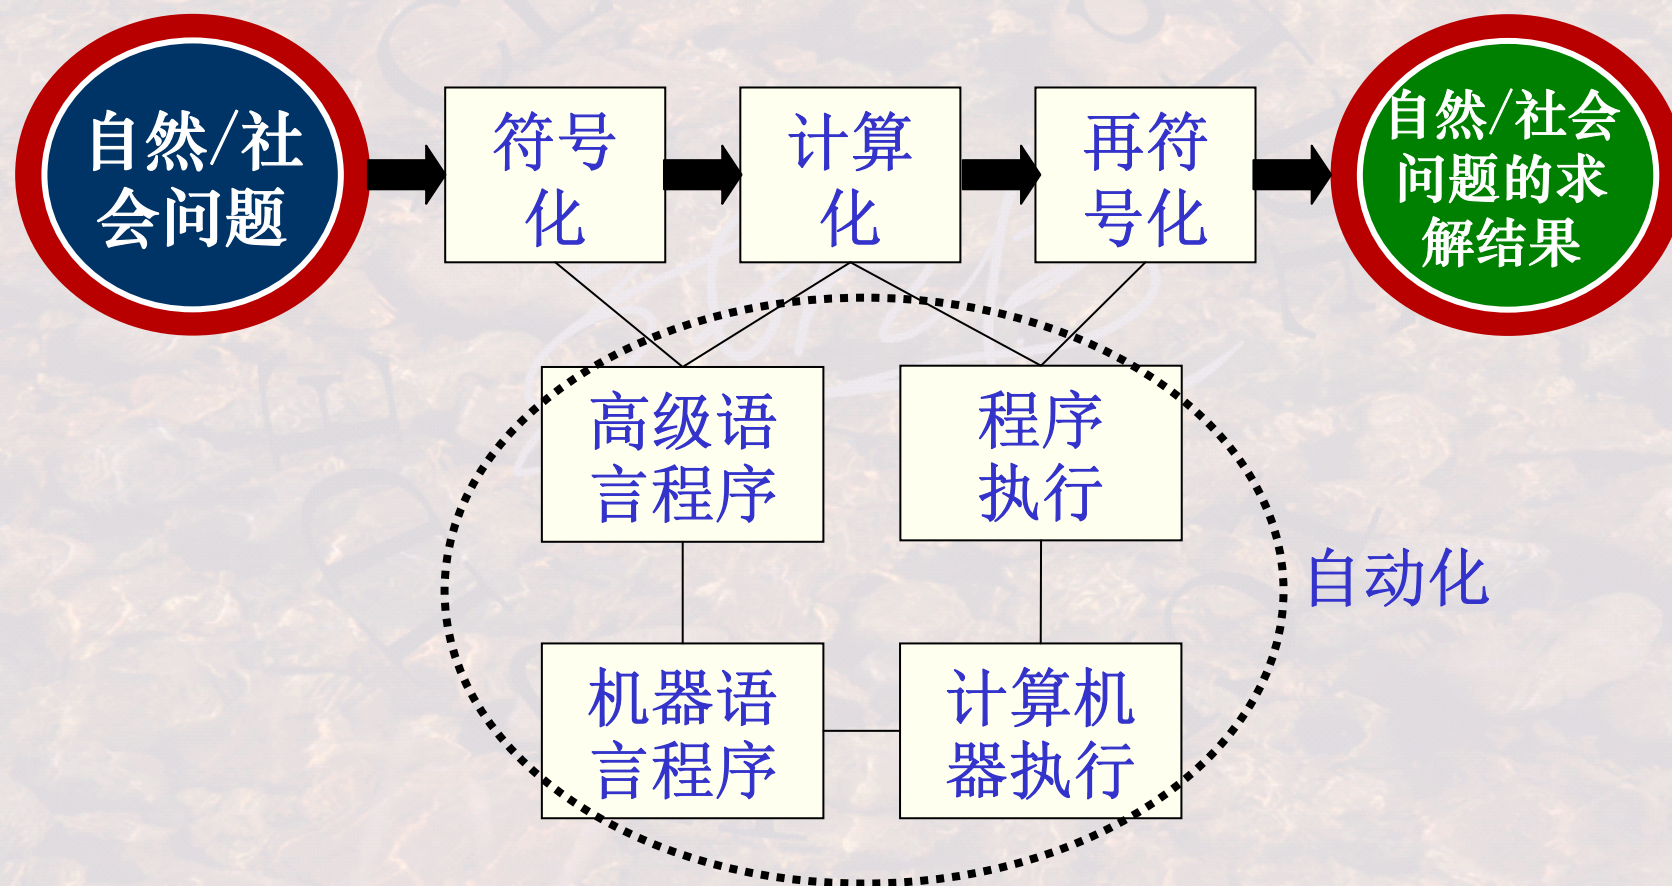 自然/社
会问题
符号
化
计算
化
再符
号化
自然/社会
问题的求
解结果
高级语
言程序
程序
执行
自动化
机器语
言程序
计算机
器执行